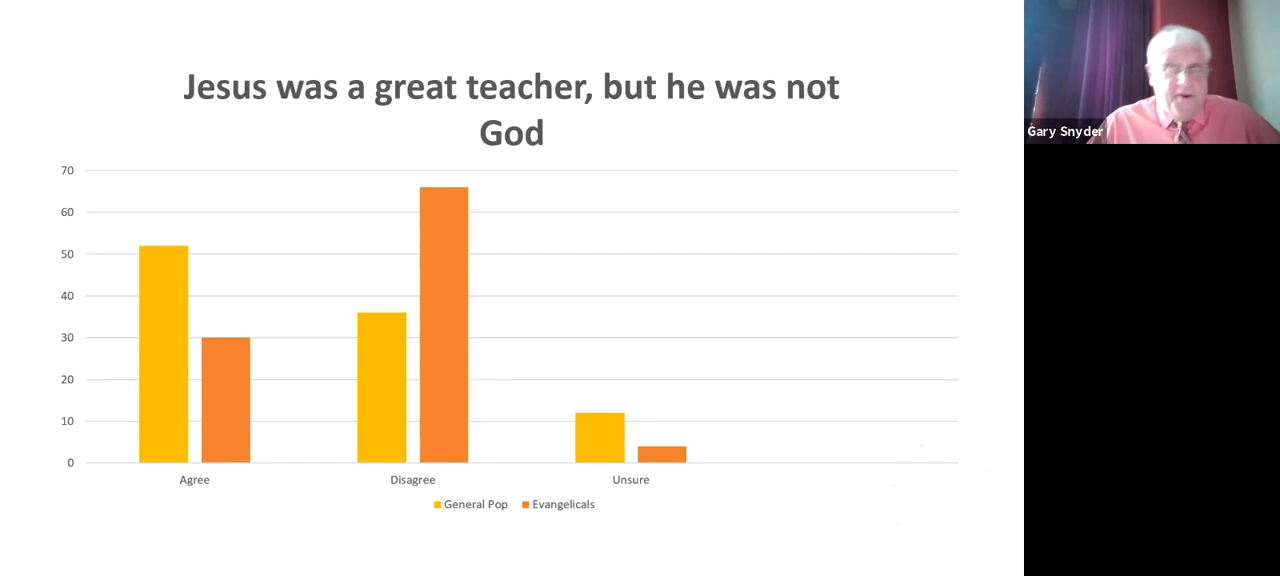 Jesus was a great teacher, but he was not
God
Gary Snyder
70
60
50
40
30
20
10
0
Agree Disagree Unsure
General Pop Evangelicals